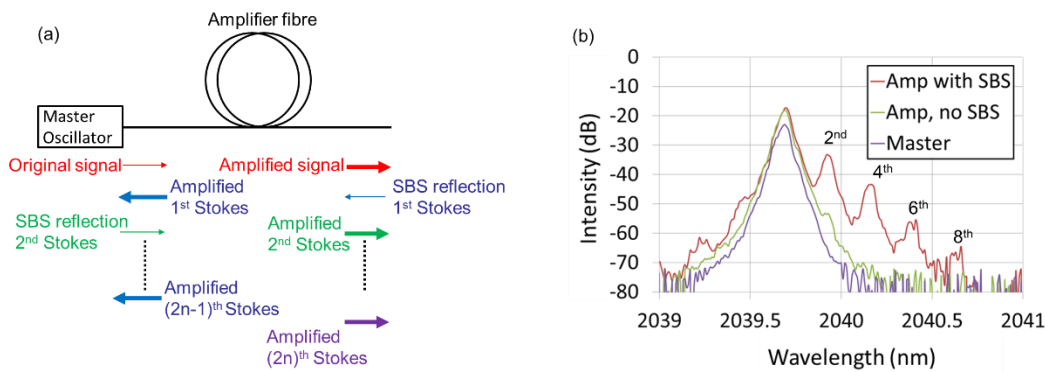 (a)
Amplifier fibre
Master
Oscillator
Original signal
Amplified signal
Amplified
1st Stokes
SBS reflection
1st Stokes
SBS reflection
2nd Stokes
Amplified
2nd Stokes
Amplified
(2n-1)th Stokes
Amplified
(2n)th Stokes
(b)
Intensity (dB)
0
-10
-20
-30
-40
-50
-60
-70
-80
Amp with SBS
Amp, no SBS
Master
2nd
4th
6th
8th
2039
2039.5
2040
2040.5
2041
Wavelength (nm)